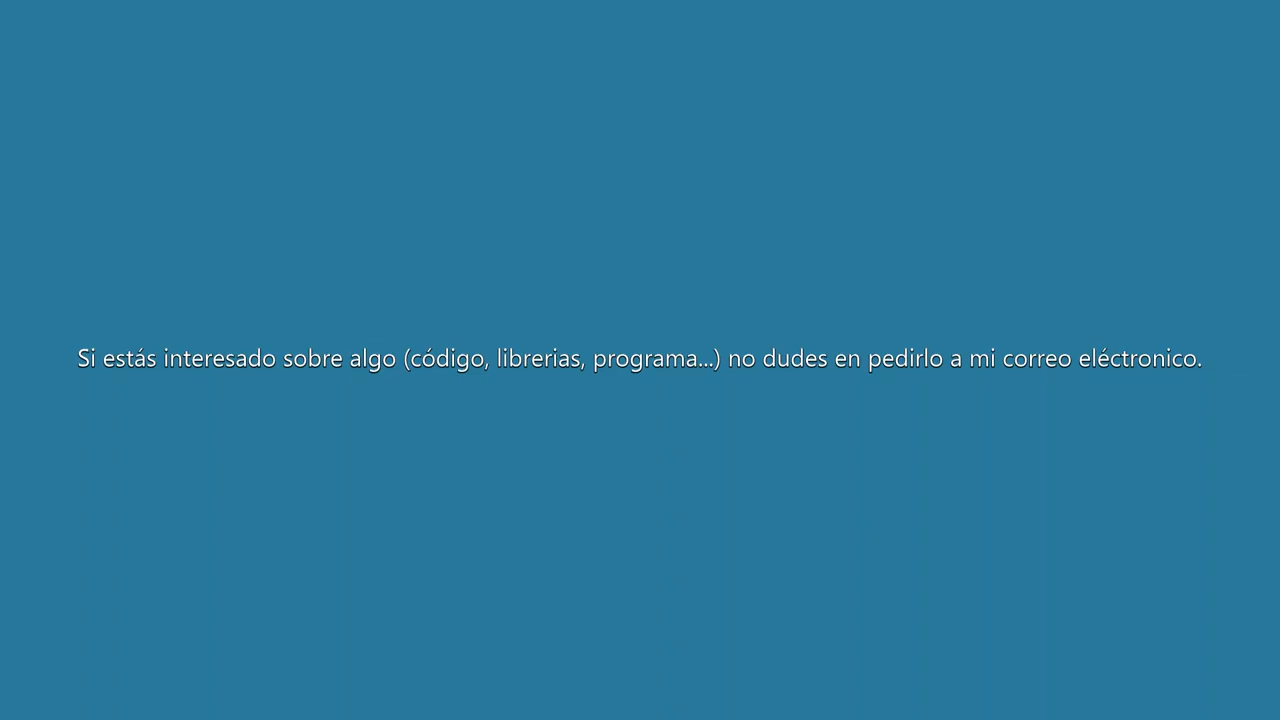 Si estás interesado sobre algo (código, librerias, programa...) no dudes en pedirlo a mi correo eléctronico.